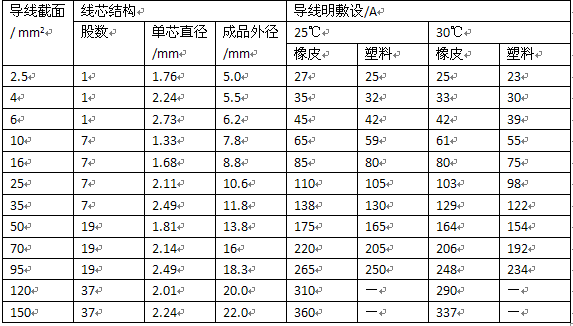 导线截面/ mm² 线芯结构 导线明敷设/A
股数 单芯直径/mm 成品外径/mm 25℃ 30℃
橡皮 塑料 橡皮 塑料
2.5 1 1.76 5.0 27 25 25 23
4 1 2.24 5.5 35 32 33 30
6 1 2.73 6.2 45 42 42 39
10 7 1.33 7.8 65 59 61 55
16 7 1.68 8.8 85 80 80 75
25 7 2.11 10.6 110 105 103 98
35 7 2.49 11.8 138 130 129 122
50 19 1.81 13.8 175 165 164 154
70 19 2.14 16 220 205 206 192
95 19 2.49 18.3 265 250 248 234
120 37 2.01 20.0 310 — 290 —
150 37 2.24 22.0 360 — 337 —